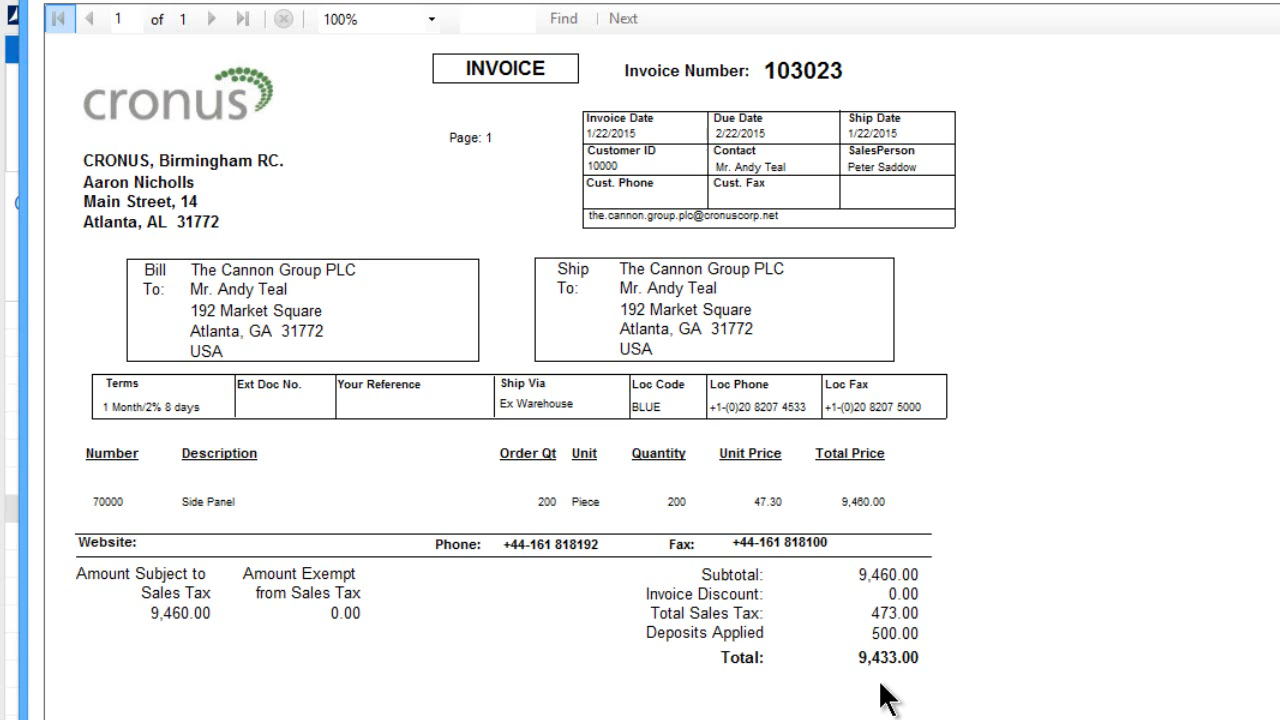 1 of 1 100% Find Next
INVOICE Invoice Number: 103023
cronus
Page: 1
Invoice Date Due Date Ship Date
1/22/2015 2/22/2015 1/22/2015
Customer ID Contact SalesPerson
10000 Mr. Andy Teal Peter Saddow
Cust. Phone Cust. Fax
the.cannon.group.plc@cronuscorp.net
CRONUS, Birmingham RC.
Aaron Nicholls
Main Street, 14
Atlanta, AL 31772
Bill The Cannon Group PLC
To: Mr. Andy Teal
192 Market Square
Atlanta, GA 31772
USA
Ship The Cannon Group PLC
To: Mr. Andy Teal
192 Market Square
Atlanta, GA 31772
USA
Terms Ext Doc No. Your Reference Ship Via Loc Code Loc Phone Loc Fax
1 Month/2% 8 days Ex Warehouse BLUE +1-(0)20 8207 4533 +1-(0)20 8207 5000
Number Description Order Qt Unit Quantity Unit Price Total Price
70000 Side Panel 200 Piece 200 47.30 9,460.00
Website: Phone: +44-161 818192 Fax: +44-161 818100
Amount Subject to Amount Exempt
Sales Tax from Sales Tax
9,460.00 0.00
Subtotal: 9,460.00
Invoice Discount: 0.00
Total Sales Tax: 473.00
Deposits Applied 500.00
Total: 9,433.00